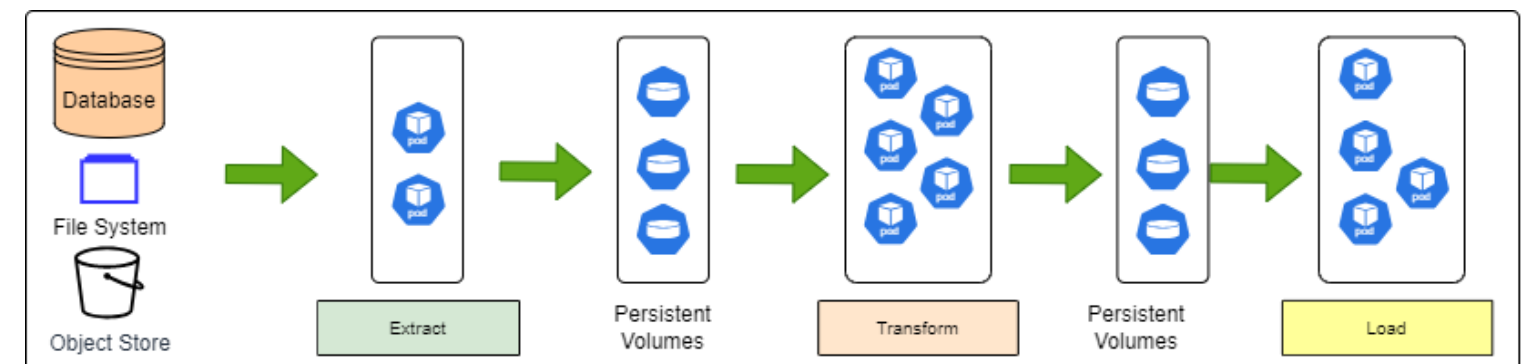 Database
File System
Object Store
pod
pod
Extract
Persistent
Volumes
pod
pod
pod
pod
pod
Transform
Persistent
Volumes
pod
pod
pod
pod
Load